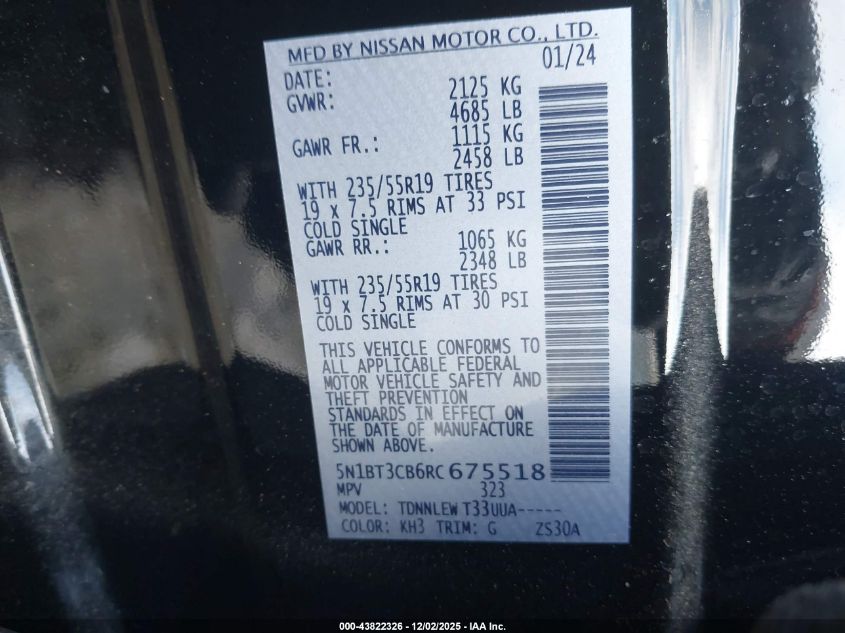 MFD BY NISSAN MOTOR CO., LTD.
DATE: 01/24
GVWR: 2125 KG
4685 LB
GAWR FR.: 1115 KG
2458 LB
WITH 235/55R19 TIRES
19 x 7.5 RIMS AT 33 PSI
COLD SINGLE
GAWR RR.: 1065 KG
2348 LB
WITH 235/55R19 TIRES
19 x 7.5 RIMS AT 30 PSI
COLD SINGLE
THIS VEHICLE CONFORMS TO
ALL APPLICABLE FEDERAL
MOTOR VEHICLE SAFETY AND
THEFT PREVENTION
STANDARDS IN EFFECT ON
THE DATE OF MANUFACTURE
SHOWN ABOVE.
5N1BT3CB6RC675518
MPV 323
MODEL: TDNNLEW T33UUA-----
COLOR: KH3 TRIM: G ZS30A
000-43822326 - 12/02/2025 - IAA Inc.